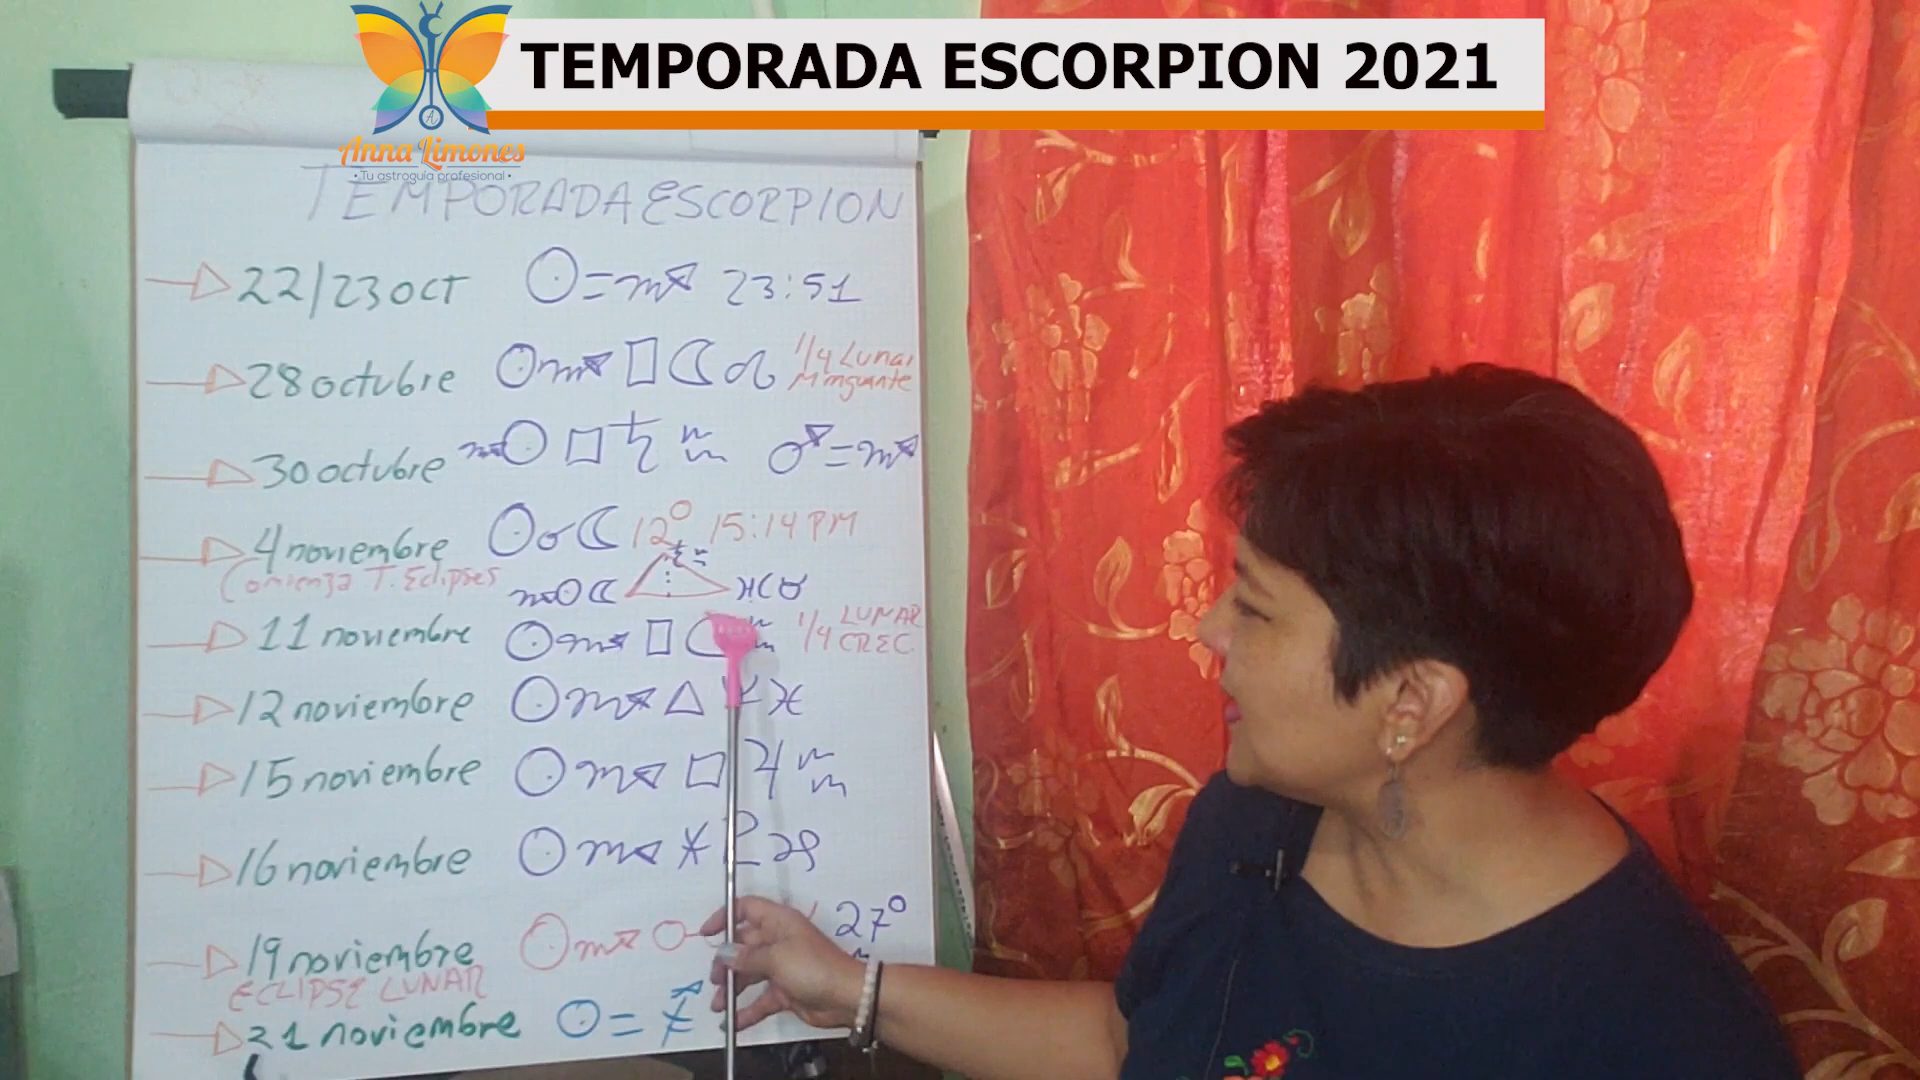 TEMPORADA ESCORPION 2021
Anna Limones
• Tu astroguía profesional •
TEMPORADA ESCORPION
22/23 OCT ☉ = ♏ 23:51
28 octubre ☉ ♏ □ ☾ ♌ 1/4 Lunar Minguante
30 octubre ♏ ☉ □ ♄ ♒ ♂ = ♏
4 noviembre ☉ ☌ ☾ 12° 15:14 PM
Comienza T. Eclipses
♄ ♒
♏ ☉ ☾ ☾ ♉
11 noviembre ☉ ♏ □ ☾ ♒ 1/4 LUNAR CREC.
12 noviembre ☉ ♏ △ ♆ ♓
15 noviembre ☉ ♏ □ ♃ ♒
16 noviembre ☉ ♏ ⚹ ♑
19 noviembre ☉ ♏ ☍ 27°
ECLIPSE LUNAR
21 noviembre ☉ = ♐